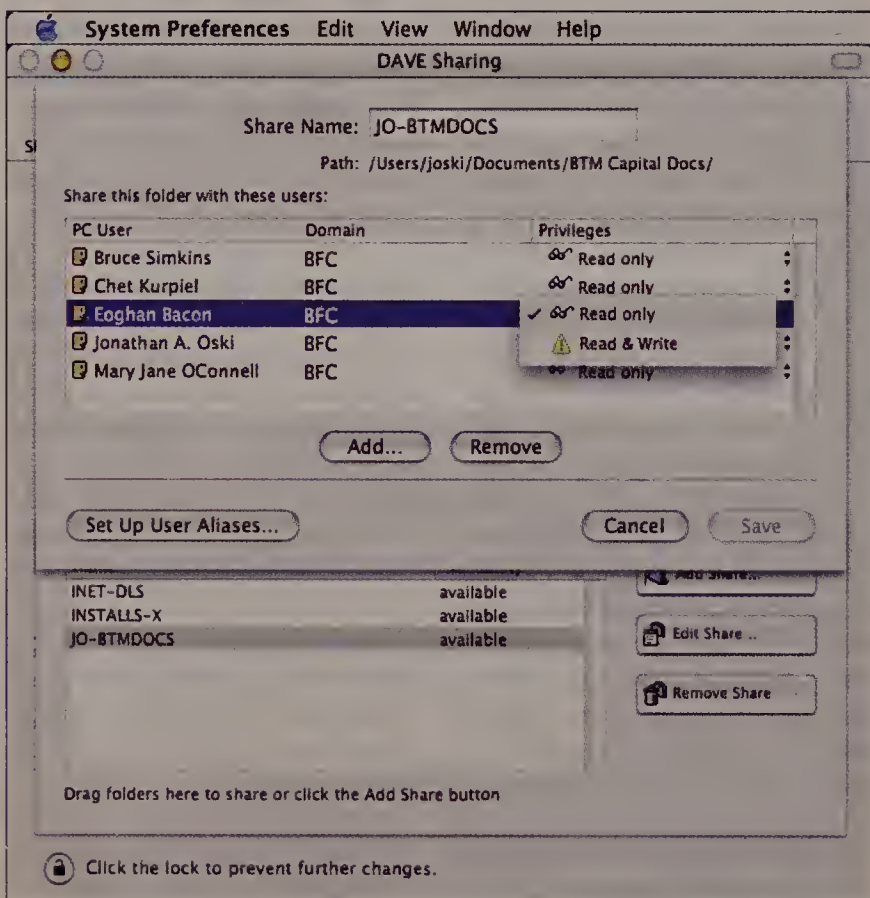 System Preferences Edit View Window Help
DAVE Sharing
Share Name: JO-BTMDOCS
Path: /Users/joski/Documents/BTM Capital Docs/
Share this folder with these users:
PC User Domain Privileges
Bruce Simkins BFC Read only
Chet Kurpiel BFC Read only
Eoghan Bacon BFC ✓ Read only
Read & Write
Jonathan A. Oski BFC
Mary Jane OConnell BFC Read only
Add... Remove
Set Up User Aliases... Cancel Save
Add Share...
INET-DLS available
INSTALLS-X available
JO-BTMDOCS available
Edit Share ..
Remove Share
Drag folders here to share or click the Add Share button
Click the lock to prevent further changes.